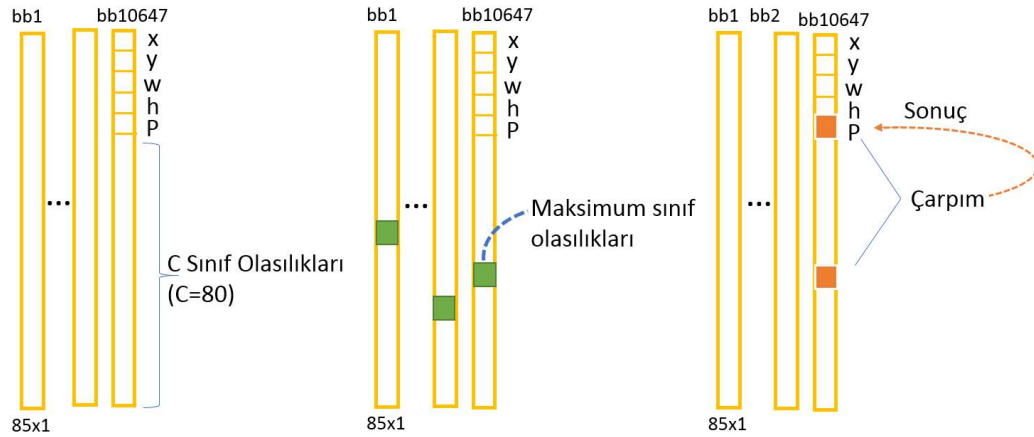 bb1
bb10647
x
y
w
h
P
...
C Sınıf Olasılıkları
(C=80)
85x1
bb1
bb10647
x
y
w
h
P
...
Maksimum sınıf
olasılıkları
85x1
bb1
bb2
bb10647
x
y
w
h
P
Sonuç
...
Çarpım
85x1